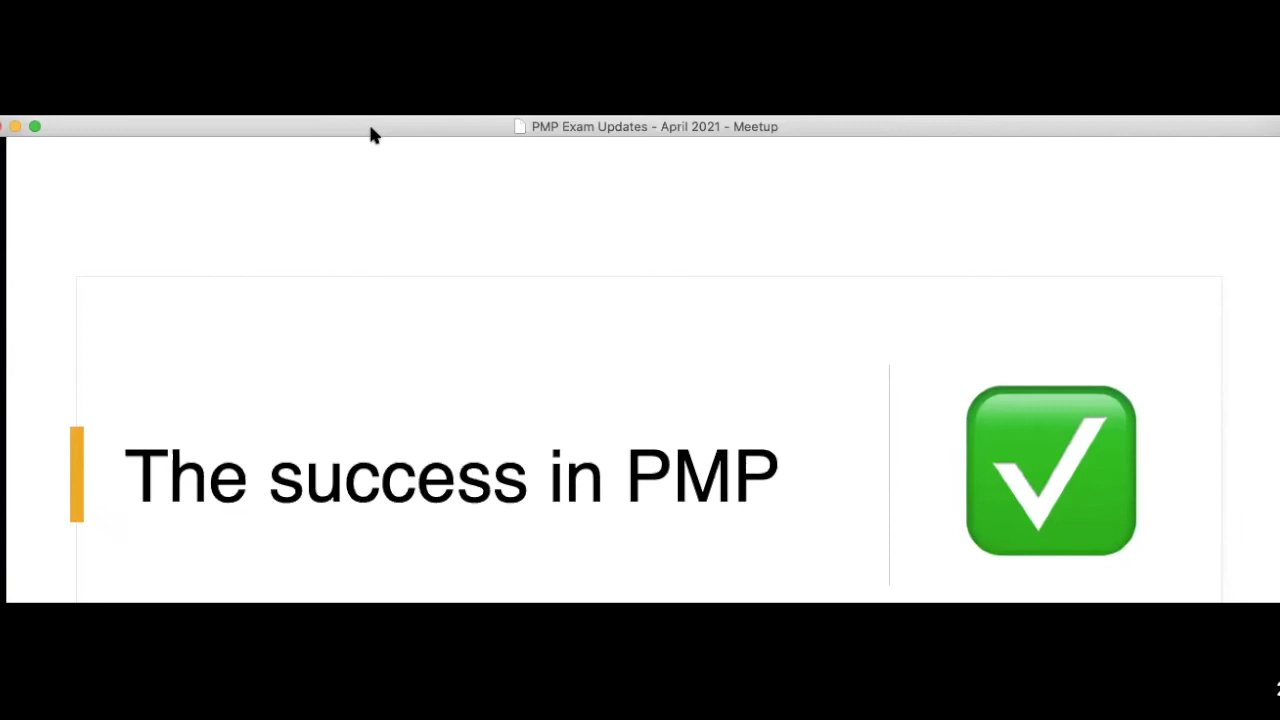 PMP Exam Updates - April 2021 - Meetup
The success in PMP